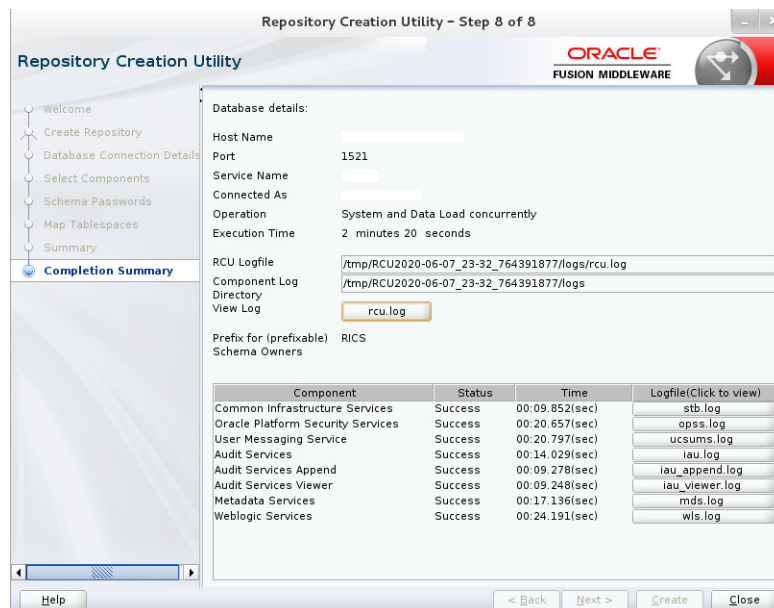 Repository Creation Utility – Step 8 of 8
Repository Creation Utility
ORACLE
FUSION MIDDLEWARE
Welcome
Create Repository
Database Connection Details
Select Components
Schema Passwords
Map Tablespaces
Summary
Completion Summary
Database details:
Host Name
Port 1521
Service Name
Connected As
Operation System and Data Load concurrently
Execution Time 2 minutes 20 seconds
RCU Logfile /tmp/RCU2020-06-07_23-32_764391877/logs/rcu.log
Component Log Directory /tmp/RCU2020-06-07_23-32_764391877/logs
View Log rcu.log
Prefix for (prefixable) RICS
Schema Owners
Component Status Time Logfile(Click to view)
Common Infrastructure Services Success 00:09.852(sec) stb.log
Oracle Platform Security Services Success 00:20.657(sec) opss.log
User Messaging Service Success 00:20.797(sec) ucsums.log
Audit Services Success 00:14.029(sec) iau.log
Audit Services Append Success 00:09.278(sec) iau_append.log
Audit Services Viewer Success 00:09.248(sec) iau_viewer.log
Metadata Services Success 00:17.136(sec) mds.log
Weblogic Services Success 00:24.191(sec) wls.log
Help < Back Next > Create Close